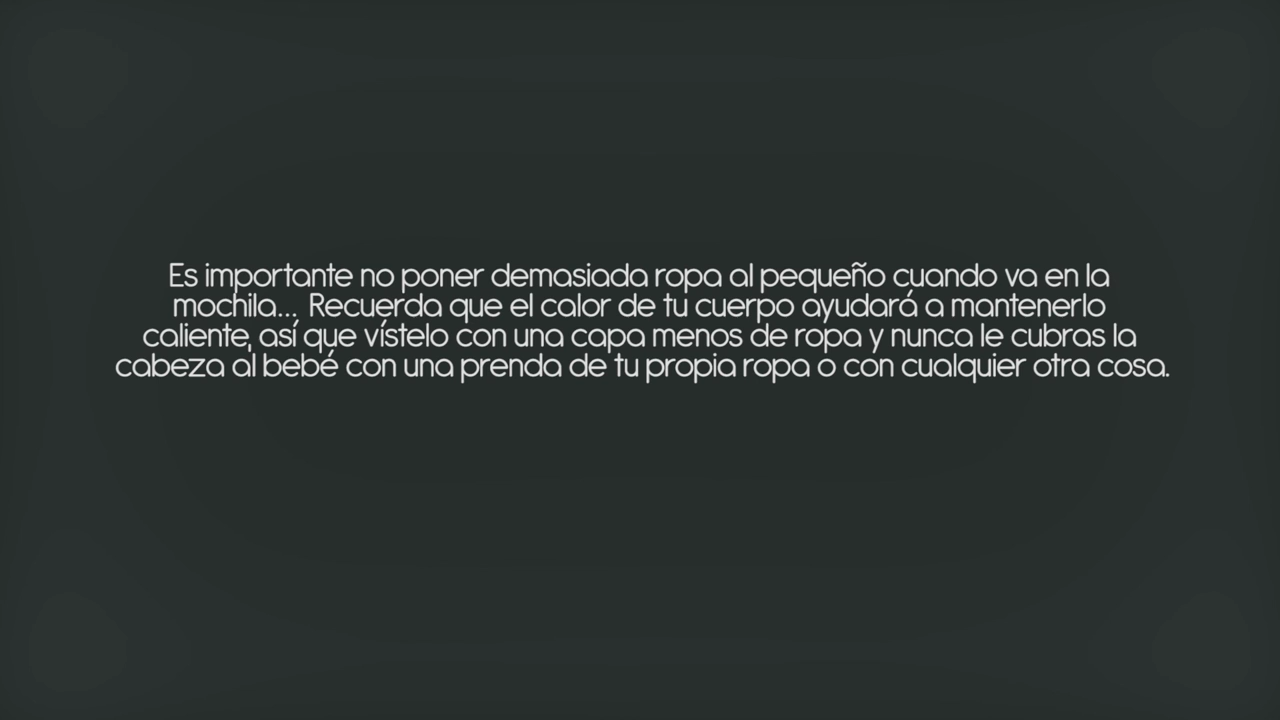 Es importante no poner demasiada ropa al pequeño cuando va en la
mochila... Recuerda que el calor de tu cuerpo ayudará a mantenerlo
caliente, así que vístelo con una capa menos de ropa y nunca le cubras la
cabeza al bebé con una prenda de tu propia ropa o con cualquier otra cosa.